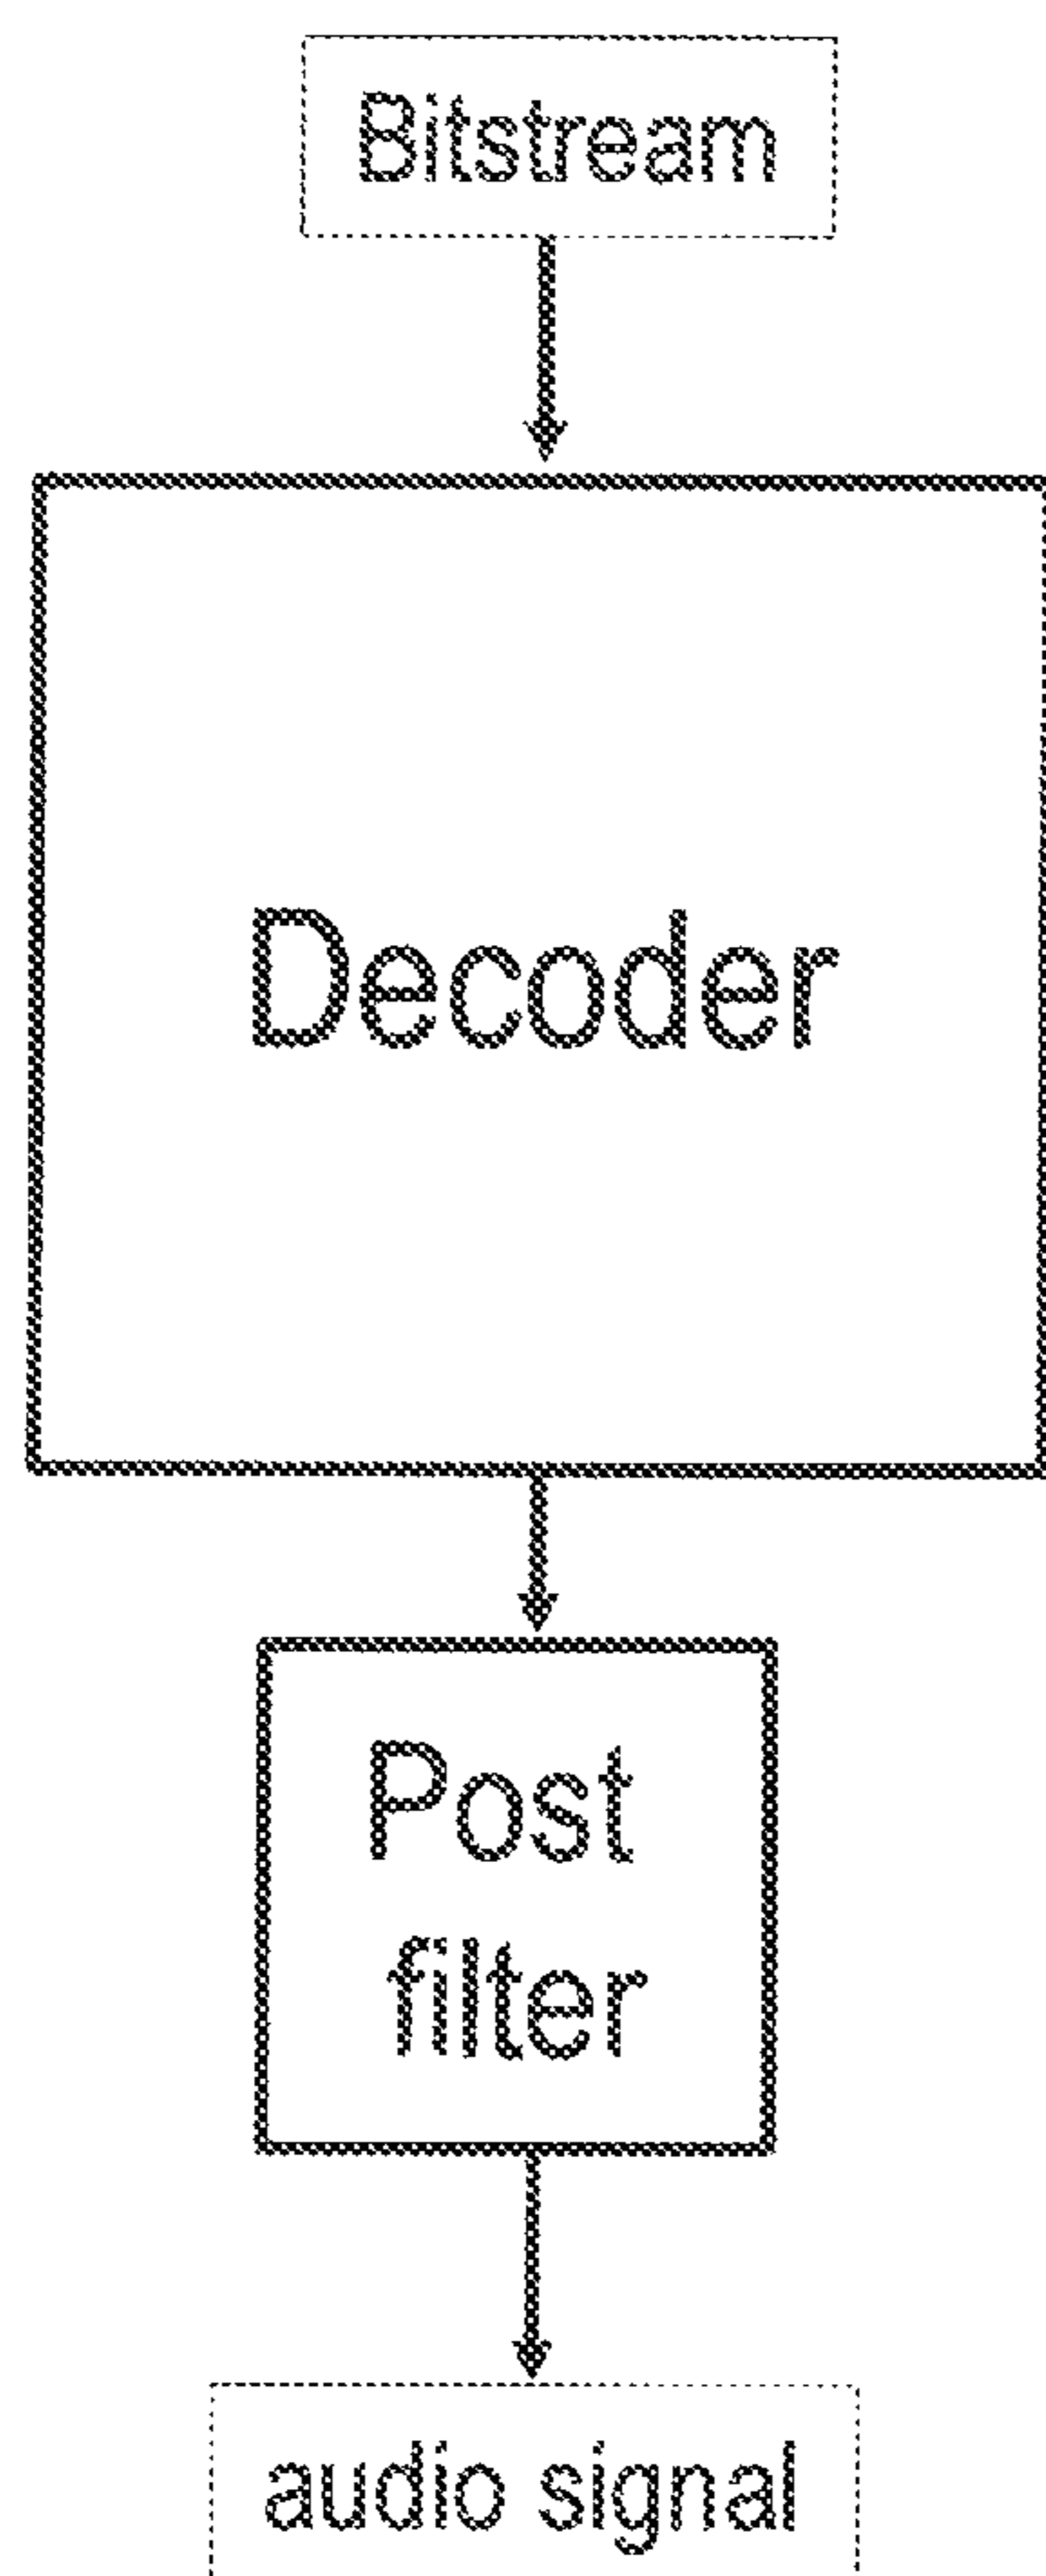 Bitstream
Decoder
Post
filter
audio signal